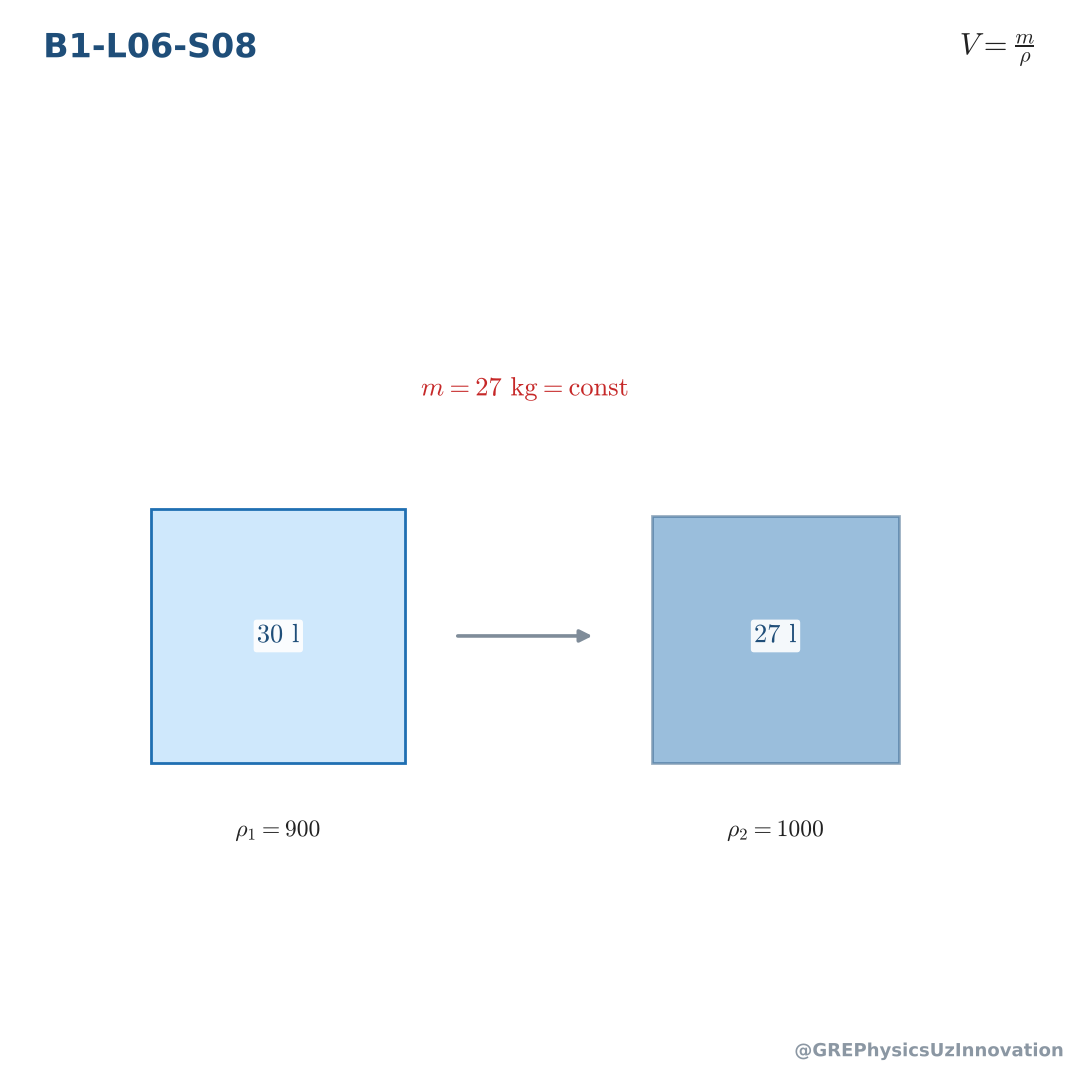 B1-L06-S08
V = m/ρ
m = 27 kg = const
30 l
27 l
ρ₁ = 900
ρ₂ = 1000
@GREPhysicsUzInnovation